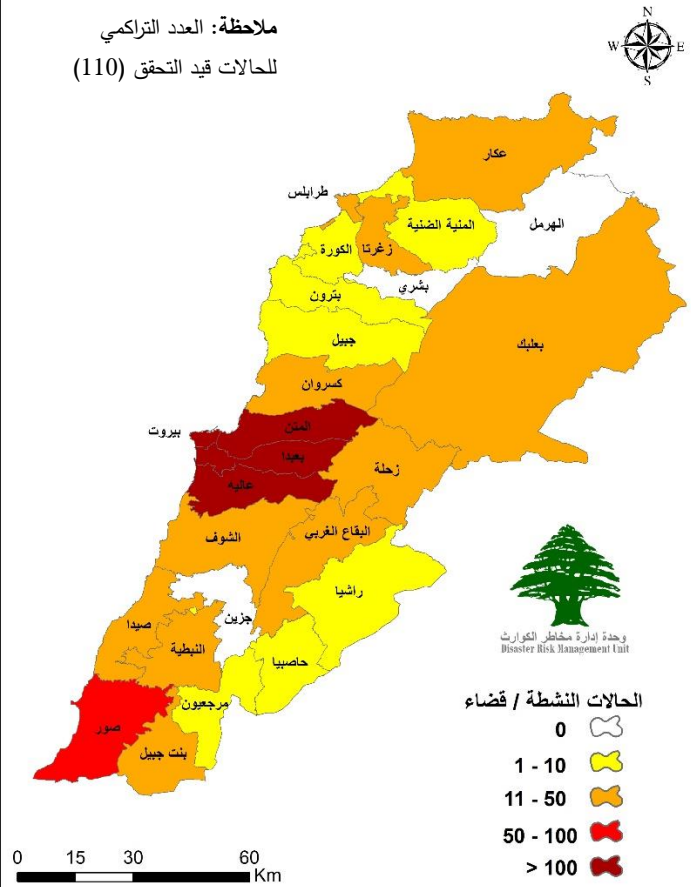 ملاحظة: العدد التراكمي
للحالات قيد التحقق (110)
N
W E
S
عكار
طرابلس
الهرمل
المنية الضنية
زغرتا
الكورة
بشري
بترون
جبيل
بعلبك
كسروان
المتن
بيروت
بعبدا
زحلة
عاليه
البقاع الغربي
الشوف
راشيا
جزين
صيدا
النبطية
حاصبيا
مرجعيون
صور
بنت جبيل
وحدة إدارة مخاطر الكوارث
Disaster Risk Management Unit
الحالات النشطة / قضاء
0
1 - 10
11 - 50
50 - 100
> 100
0 15 30 60
Km